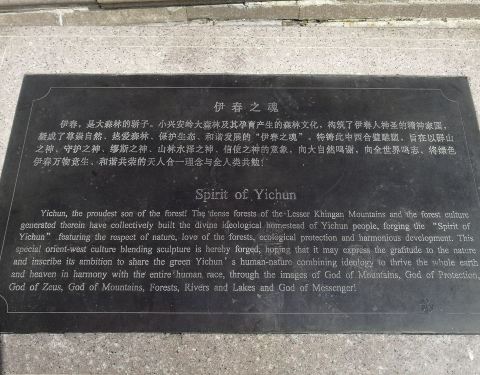 伊春之魂
伊春，是大森林的骄子。小兴安岭大森林及其孕育产生的森林文化，构筑了伊春人神圣的精神家园，
凝成了尊崇自然、热爱森林、保护生态、和谐发展的“伊春之魂”。特铸此中西合璧雕塑，旨在以群山
之神、守护之神、缪斯之神、山林水泽之神、信使之神的意象，向大自然鸣谢，向全世界鸣志，将绿色
伊春万物竞生、和谐共荣的天人合一理念与全人类共勉！
Spirit of Yichun
Yichun, the proudest son of the forest! The dense forests of the Lesser Khingan Mountains and the forest culture
generated therein have collectively built the divine ideological homestead of Yichun people, forging the "Spirit of
Yichun" featuring the respect of nature, love of the forests, ecological protection and harmonious development. This
special orient-west culture blending sculpture is hereby forged, hoping that it may express the gratitude to the nature
and inscribe its ambition to share the green Yichun's human-nature combining ideology to thrive the whole earth
and heaven in harmony with the entire human race, through the images of God of Mountains, God of Protection,
God of Zeus, God of Mountains, Forests, Rivers and Lakes and God of Messenger!